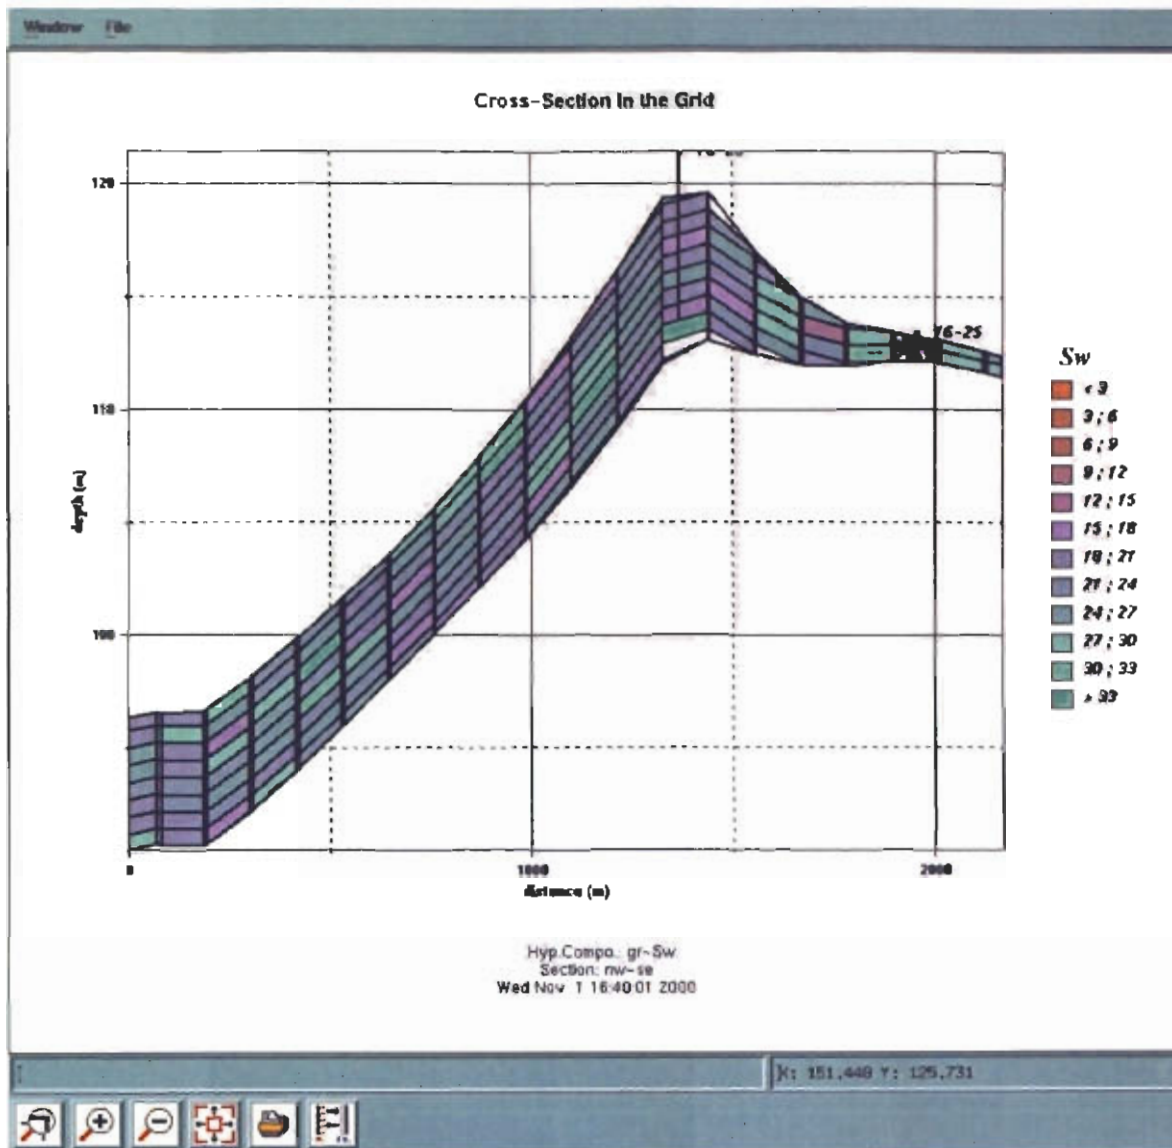 Window File
Cross-Section in the Grid
120
16-25
110
depth (m)
100
0 1000 2000
distance (m)
Sw
< 3
3 ; 6
6 ; 9
9 ; 12
12 ; 15
15 ; 18
18 ; 21
21 ; 24
24 ; 27
27 ; 30
30 ; 33
> 33
Hyp.Compo.: gr-Sw
Section: nw-se
Wed Nov 1 16:40:01 2000
X: 151,448 Y: 125,731